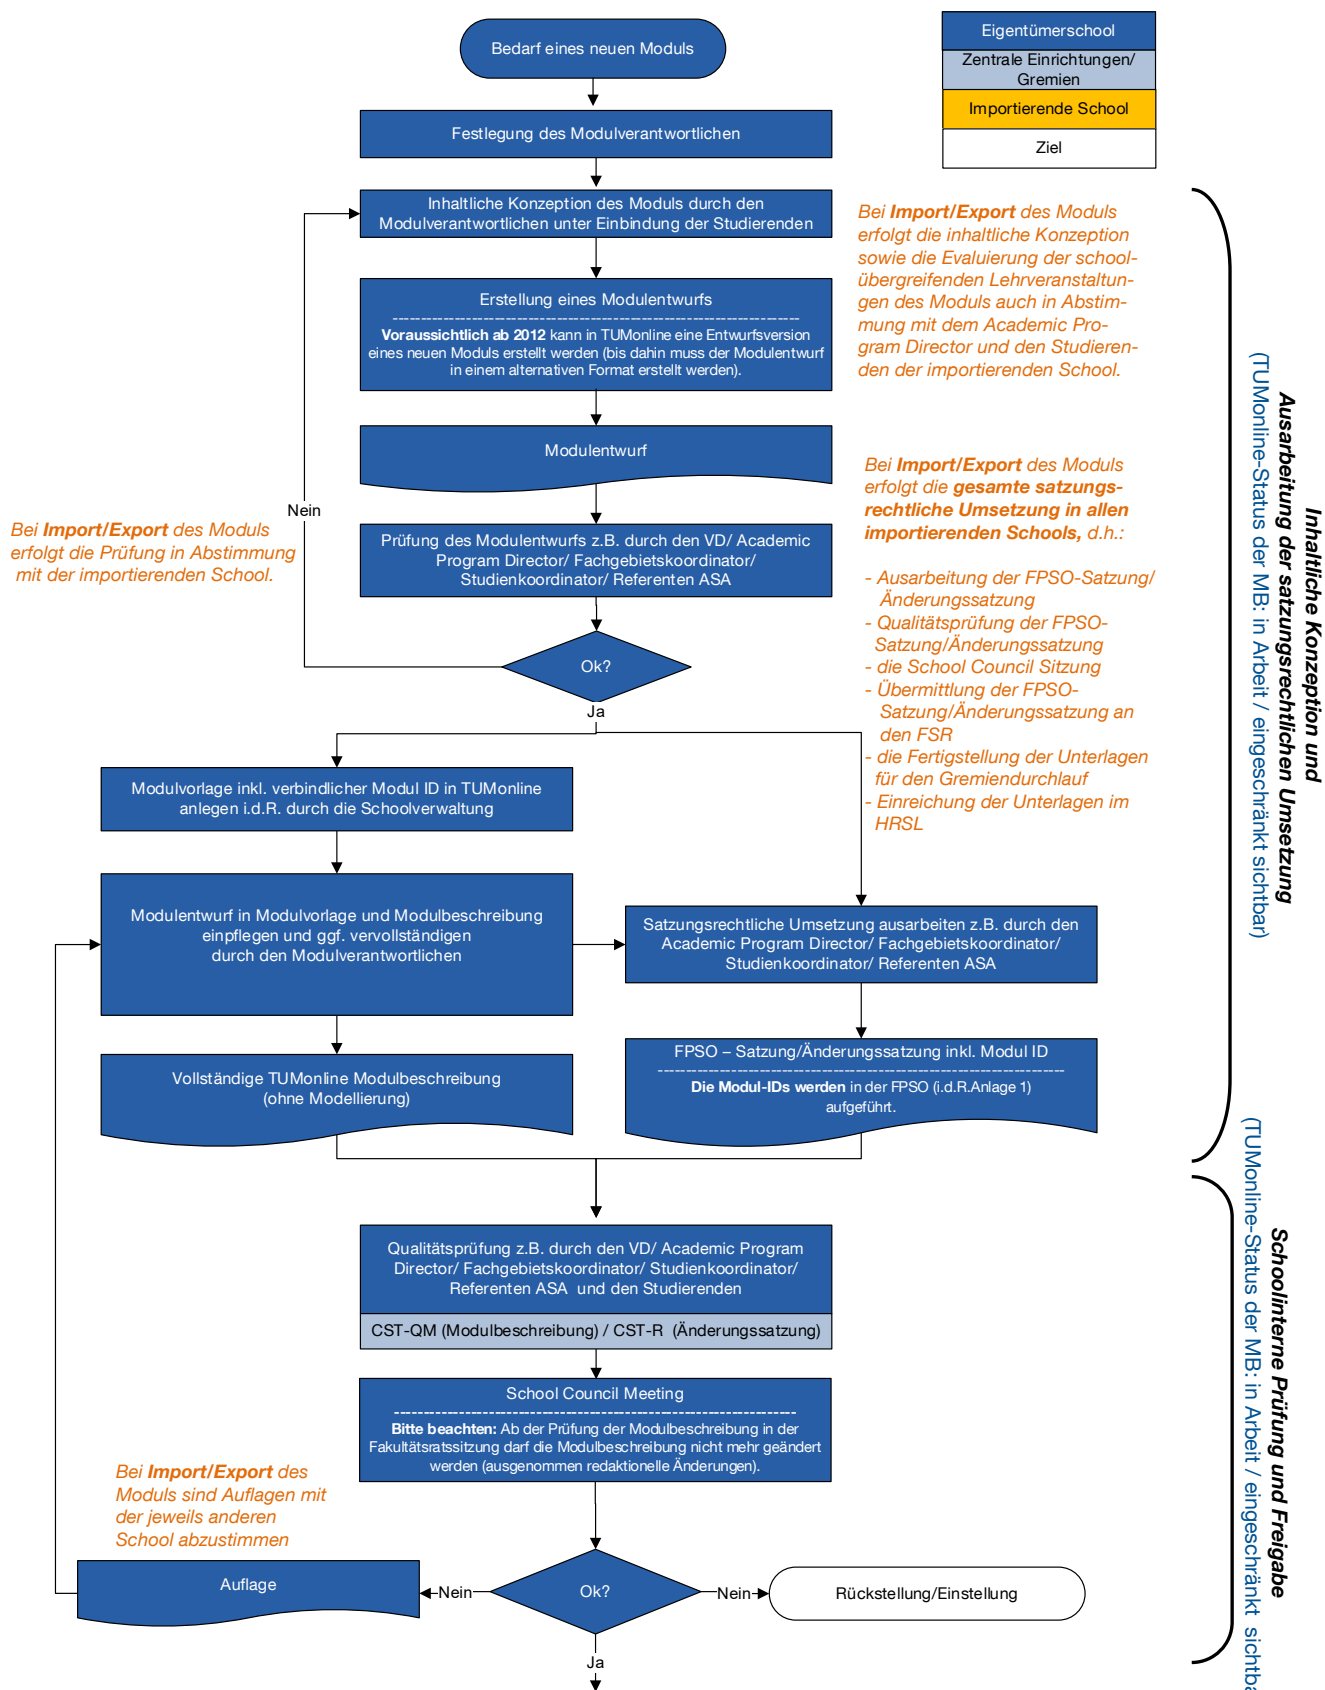 Bedarf eines neuen Moduls
Eigentümerschool
Zentrale Einrichtungen/
Gremien
Importierende School
Ziel
Festlegung des Modulverantwortlichen
Inhaltliche Konzeption des Moduls durch den
Modulverantwortlichen unter Einbindung der Studierenden
Bei Import/Export des Moduls
erfolgt die inhaltliche Konzeption
sowie die Evaluierung der school-
übergreifenden Lehrveranstaltun-
gen des Moduls auch in Abstim-
mung mit dem Academic Pro-
gram Director und den Studieren-
den der importierenden School.
Erstellung eines Modulentwurfs
Voraussichtlich ab 2012 kann in TUMonline eine Entwurfsversion
eines neuen Moduls erstellt werden (bis dahin muss der Modulentwurf
in einem alternativen Format erstellt werden).
Modulentwurf
Nein
Bei Import/Export des Moduls
erfolgt die Prüfung in Abstimmung
mit der importierenden School.
Prüfung des Modulentwurfs z.B. durch den VD/ Academic
Program Director/ Fachgebietskoordinator/
Studienkoordinator/ Referenten ASA
Bei Import/Export des Moduls
erfolgt die gesamte satzungs-
rechtliche Umsetzung in allen
importierenden Schools, d.h.:
- Ausarbeitung der FPSO-Satzung/
Änderungssatzung
- Qualitätsprüfung der FPSO-
Satzung/Änderungssatzung
- die School Council Sitzung
- Übermittlung der FPSO-
Satzung/Änderungssatzung an
den FSR
- die Fertigstellung der Unterlagen
für den Gremiendurchlauf
- Einreichung der Unterlagen im
HRSL
Ok?
Ja
Modulvorlage inkl. verbindlicher Modul ID in TUMonline
anlegen i.d.R. durch die Schoolverwaltung
Modulentwurf in Modulvorlage und Modulbeschreibung
einpflegen und ggf. vervollständigen
durch den Modulverantwortlichen
Satzungsrechtliche Umsetzung ausarbeiten z.B. durch den
Academic Program Director/ Fachgebietskoordinator/
Studienkoordinator/ Referenten ASA
Vollständige TUMonline Modulbeschreibung
(ohne Modellierung)
FPSO – Satzung/Änderungssatzung inkl. Modul ID
Die Modul-IDs werden in der FPSO (i.d.R.Anlage 1)
aufgeführt.
Inhaltliche Konzeption und
Ausarbeitung der satzungsrechtlichen Umsetzung
(TUMonline-Status der MB: in Arbeit / eingeschränkt sichtbar)
Qualitätsprüfung z.B. durch den VD/ Academic Program
Director/ Fachgebietskoordinator/ Studienkoordinator/
Referenten ASA und den Studierenden
CST-QM (Modulbeschreibung) / CST-R (Änderungssatzung)
School Council Meeting
Bitte beachten: Ab der Prüfung der Modulbeschreibung in der
Fakultätsratssitzung darf die Modulbeschreibung nicht mehr geändert
werden (ausgenommen redaktionelle Änderungen).
Bei Import/Export des
Moduls sind Auflagen mit
der jeweils anderen
School abzustimmen
Auflage
Nein
Ok?
Nein
Rückstellung/Einstellung
Ja
Schoolinterne Prüfung und Freigabe
(TUMonline-Status der MB: in Arbeit / eingeschränkt sichtba